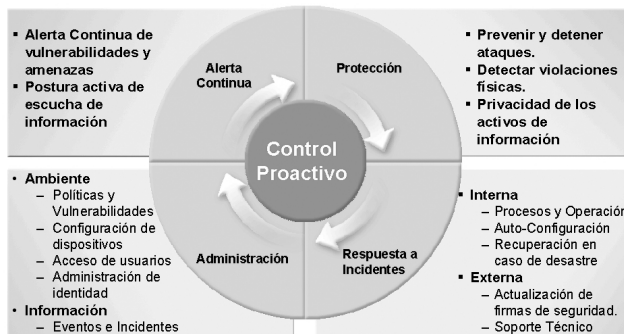 • Alerta Continua de
vulnerabilidades y
amenazas
• Postura activa de
escucha de
información
Alerta
Continua
Protección
• Prevenir y detener
ataques.
• Detectar violaciones
físicas.
• Privacidad de los
activos de
información
Control
Proactivo
• Ambiente
– Políticas y
Vulnerabilidades
– Configuración de
dispositivos
– Acceso de usuarios
– Administración de
identidad
• Información
– Eventos e Incidentes
Administración
Respuesta a
Incidentes
• Interna
– Procesos y Operación
– Auto-Configuración
– Recuperación en
caso de desastre
• Externa
– Actualización de
firmas de seguridad.
– Soporte Técnico